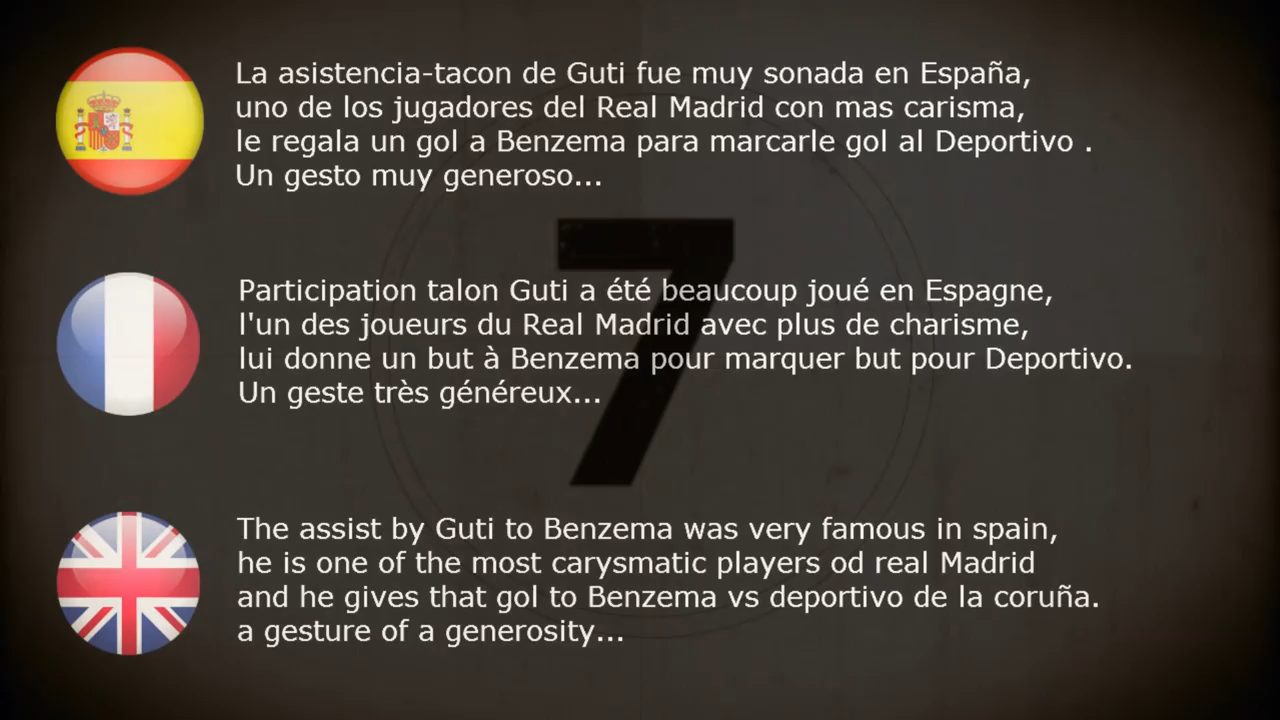 La asistencia-tacon de Guti fue muy sonada en España,
uno de los jugadores del Real Madrid con mas carisma,
le regala un gol a Benzema para marcarle gol al Deportivo .
Un gesto muy generoso...
7
Participation talon Guti a été beaucoup joué en Espagne,
l'un des joueurs du Real Madrid avec plus de charisme,
lui donne un but à Benzema pour marquer but pour Deportivo.
Un geste très généreux...
The assist by Guti to Benzema was very famous in spain,
he is one of the most carysmatic players od real Madrid
and he gives that gol to Benzema vs deportivo de la coruña.
a gesture of a generosity...